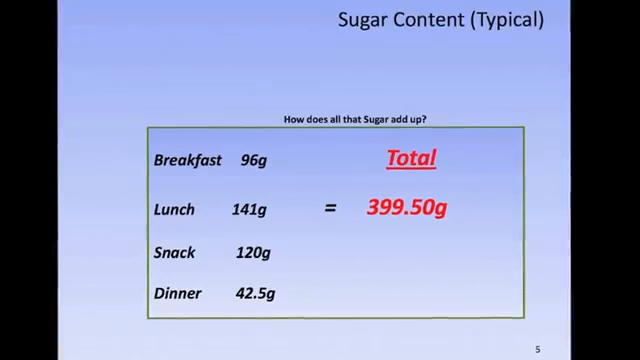 Sugar Content (Typical)
How does all that Sugar add up?
Breakfast 96g
Total
Lunch 141g = 399.50g
Snack 120g
Dinner 42.5g
5